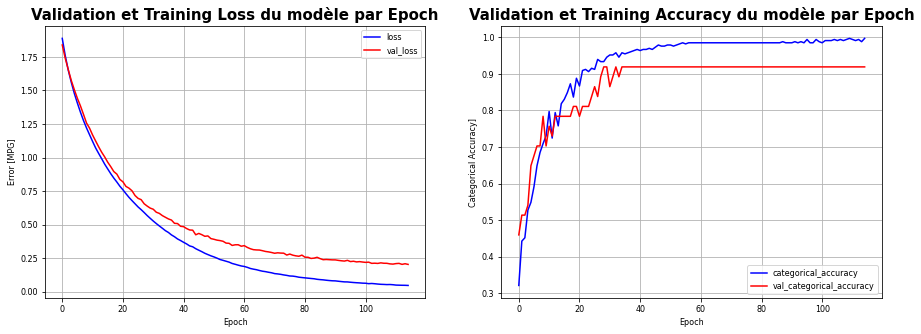 Validation et Training Loss du modèle par Epoch
Error [MPG]
1.75
1.50
1.25
1.00
0.75
0.50
0.25
0.00
0 20 40 60 80 100
Epoch
loss
val_loss
Validation et Training Accuracy du modèle par Epoch
Categorical Accuracy]
1.0
0.9
0.8
0.7
0.6
0.5
0.4
0.3
0 20 40 60 80 100
Epoch
categorical_accuracy
val_categorical_accuracy